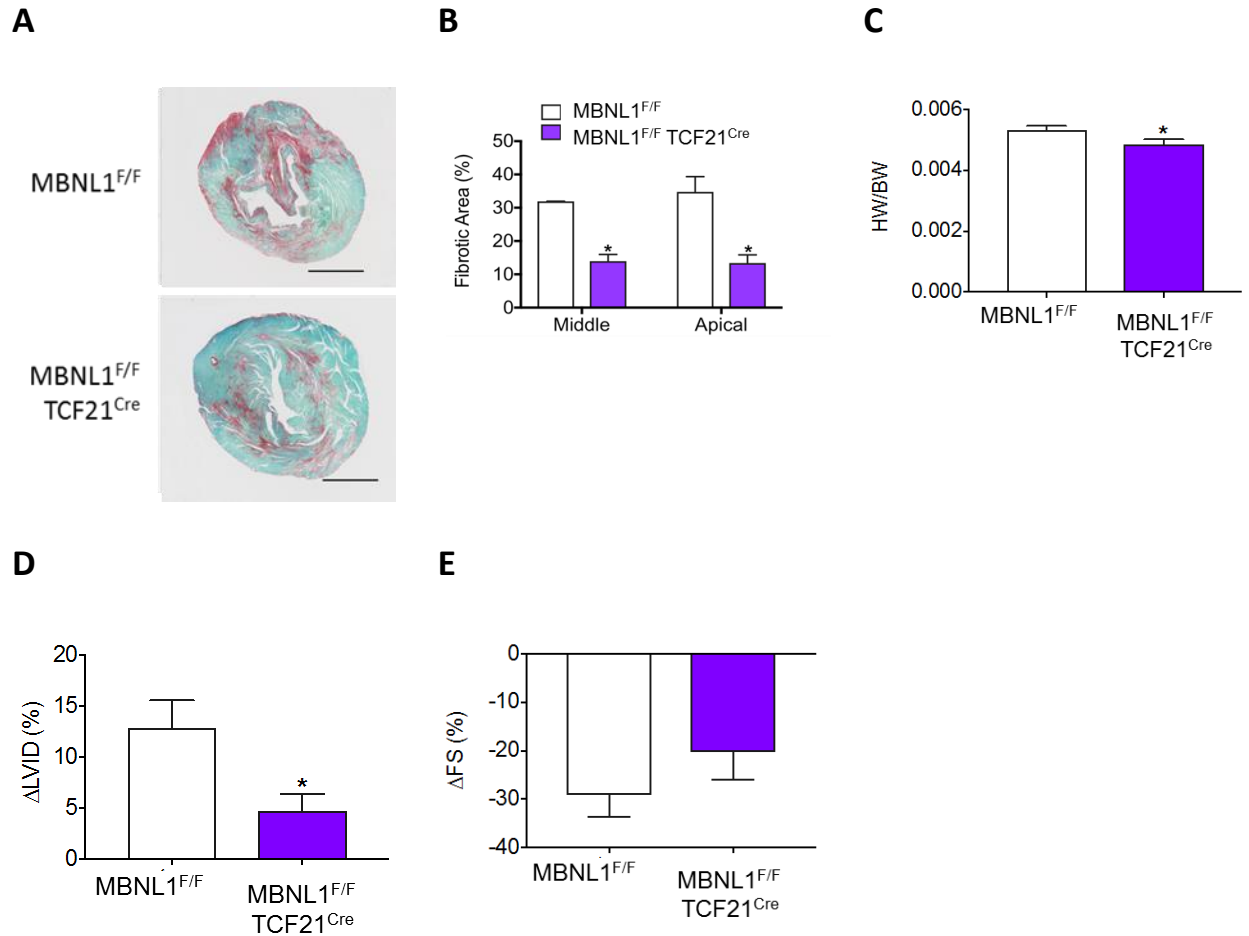 A
MBNL1F/F
MBNL1F/F
TCF21Cre
B
MBNL1F/F
MBNL1F/F TCF21Cre
Fibrotic Area (%)
50
40
30
20
10
0
*
*
Middle
Apical
C
HW/BW
0.006
0.004
0.002
0.000
*
MBNL1F/F
MBNL1F/F
TCF21Cre
D
ΔLVID (%)
20
15
10
5
0
*
MBNL1F/F
MBNL1F/F
TCF21Cre
E
ΔFS (%)
0
-10
-20
-30
-40
MBNL1F/F
MBNL1F/F
TCF21Cre